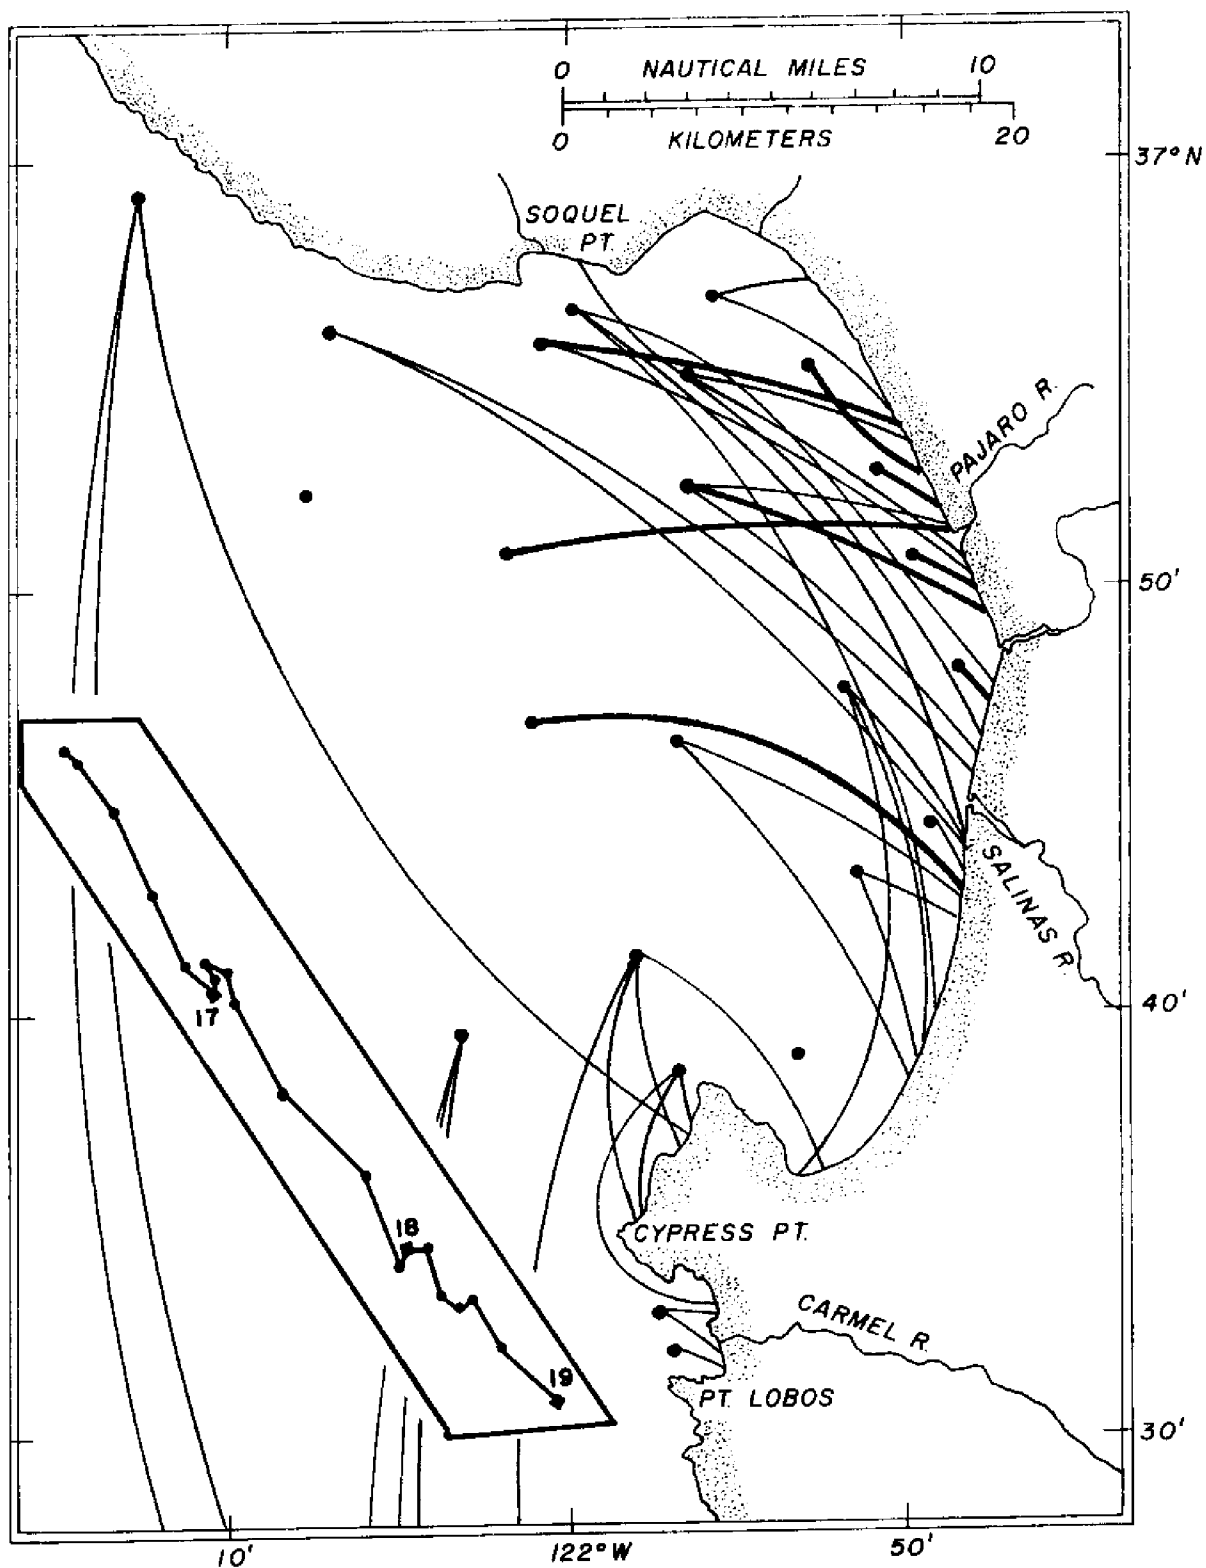 0 NAUTICAL MILES 10
0 KILOMETERS 20
37°N
SOQUEL
PT.
PAJARO R.
50'
SALINAS R.
40'
17
18
CYPRESS PT.
CARMEL R.
19
PT. LOBOS
30'
10' 122°W 50'